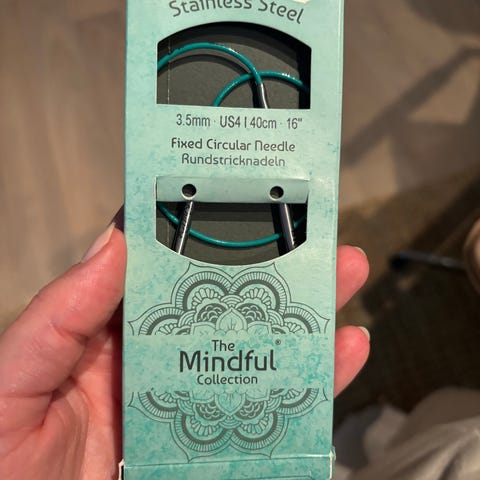 Stainless Steel
3.5mm · US4 | 40cm · 16"
Fixed Circular Needle
Rundstricknadeln
The
Mindful®
Collection